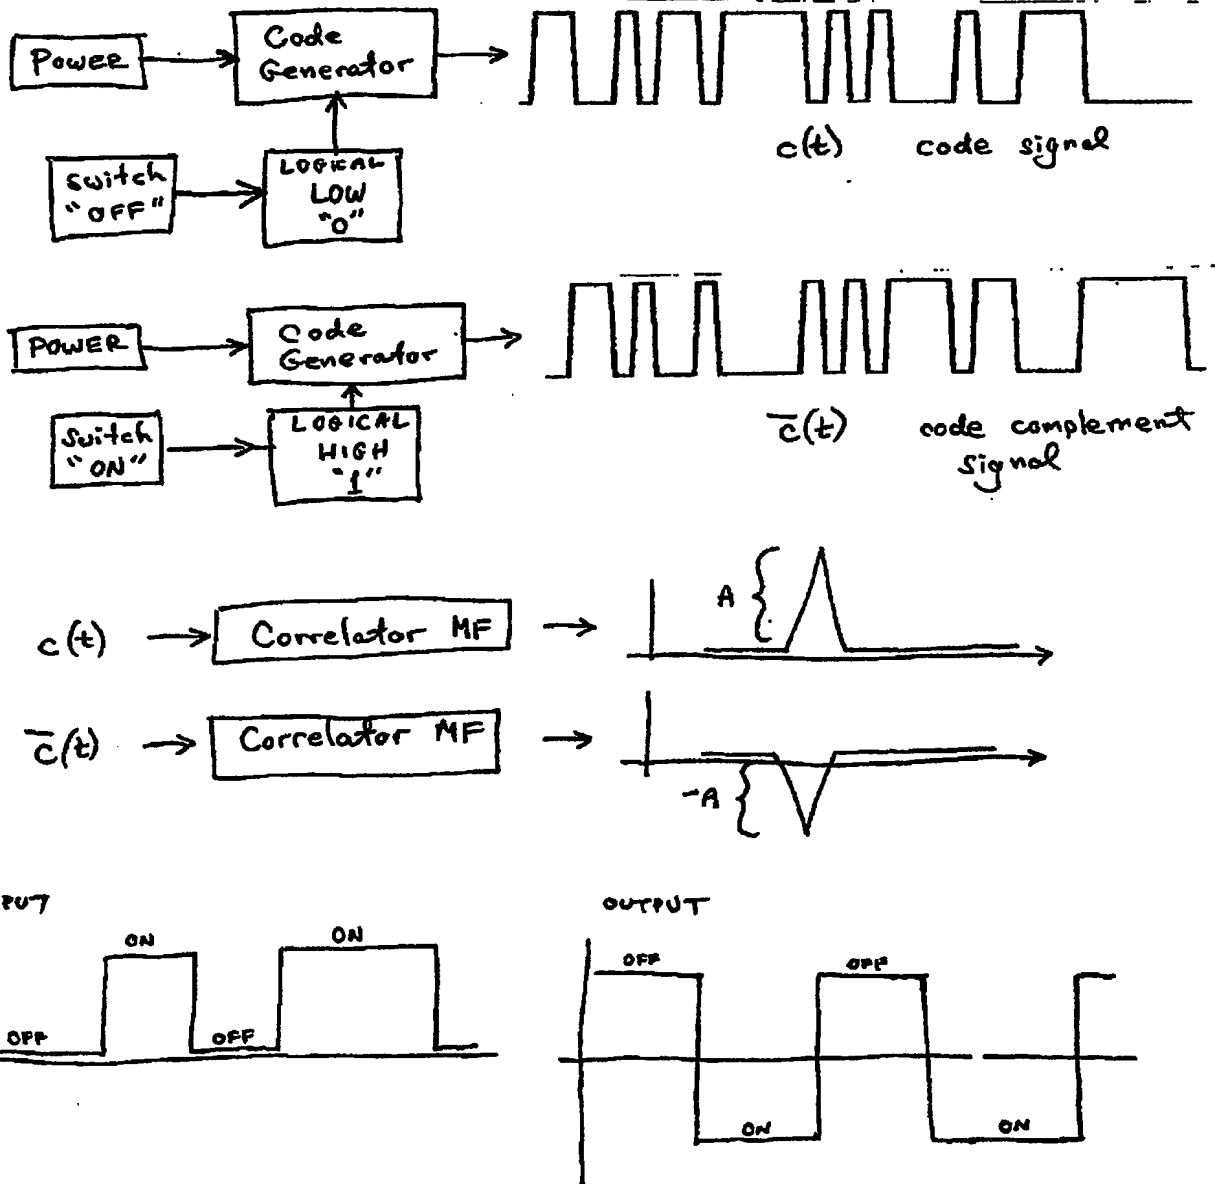 Power
Code
Generator
c(t) code signal
Switch
"OFF"
LOGICAL
LOW
"0"
POWER
Code
Generator
c̅(t) code complement
signal
Switch
"ON"
LOGICAL
HIGH
"1"
A
c(t)
Correlator MF
c̅(t)
Correlator MF
-A
PUT
OUTPUT
ON
ON
OFF
OFF
OFF
OFF
ON
ON